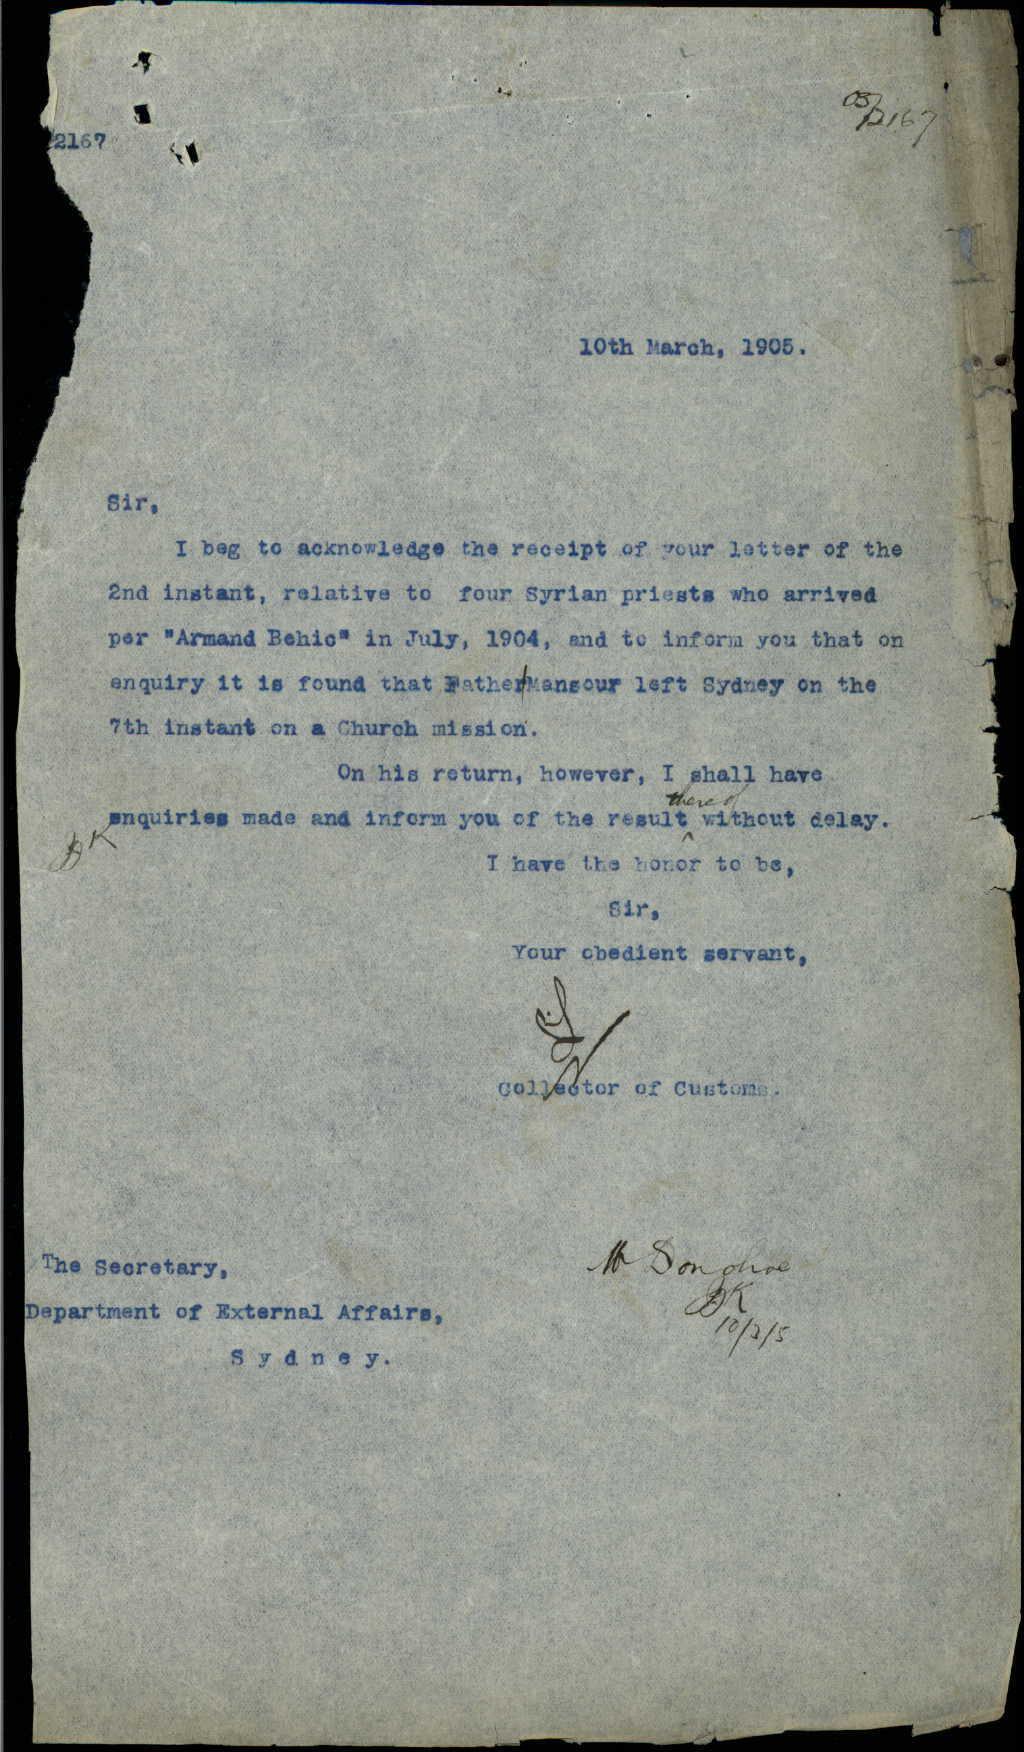 05/2167
2167
10th March, 1905.
Sir,
I beg to acknowledge the receipt of your letter of the
2nd instant, relative to four Syrian priests who arrived
per "Armand Behic" in July, 1904, and to inform you that on
enquiry it is found that Father Mansour left Sydney on the
7th instant on a Church mission.
On his return, however, I shall have
thereof
enquiries made and inform you of the result ^ without delay.
I have the honor to be,
Sir,
Your obedient servant,
Collector of Customs.
The Secretary,
Department of External Affairs,
Sydney.
Mr Donohoe
10/3/5